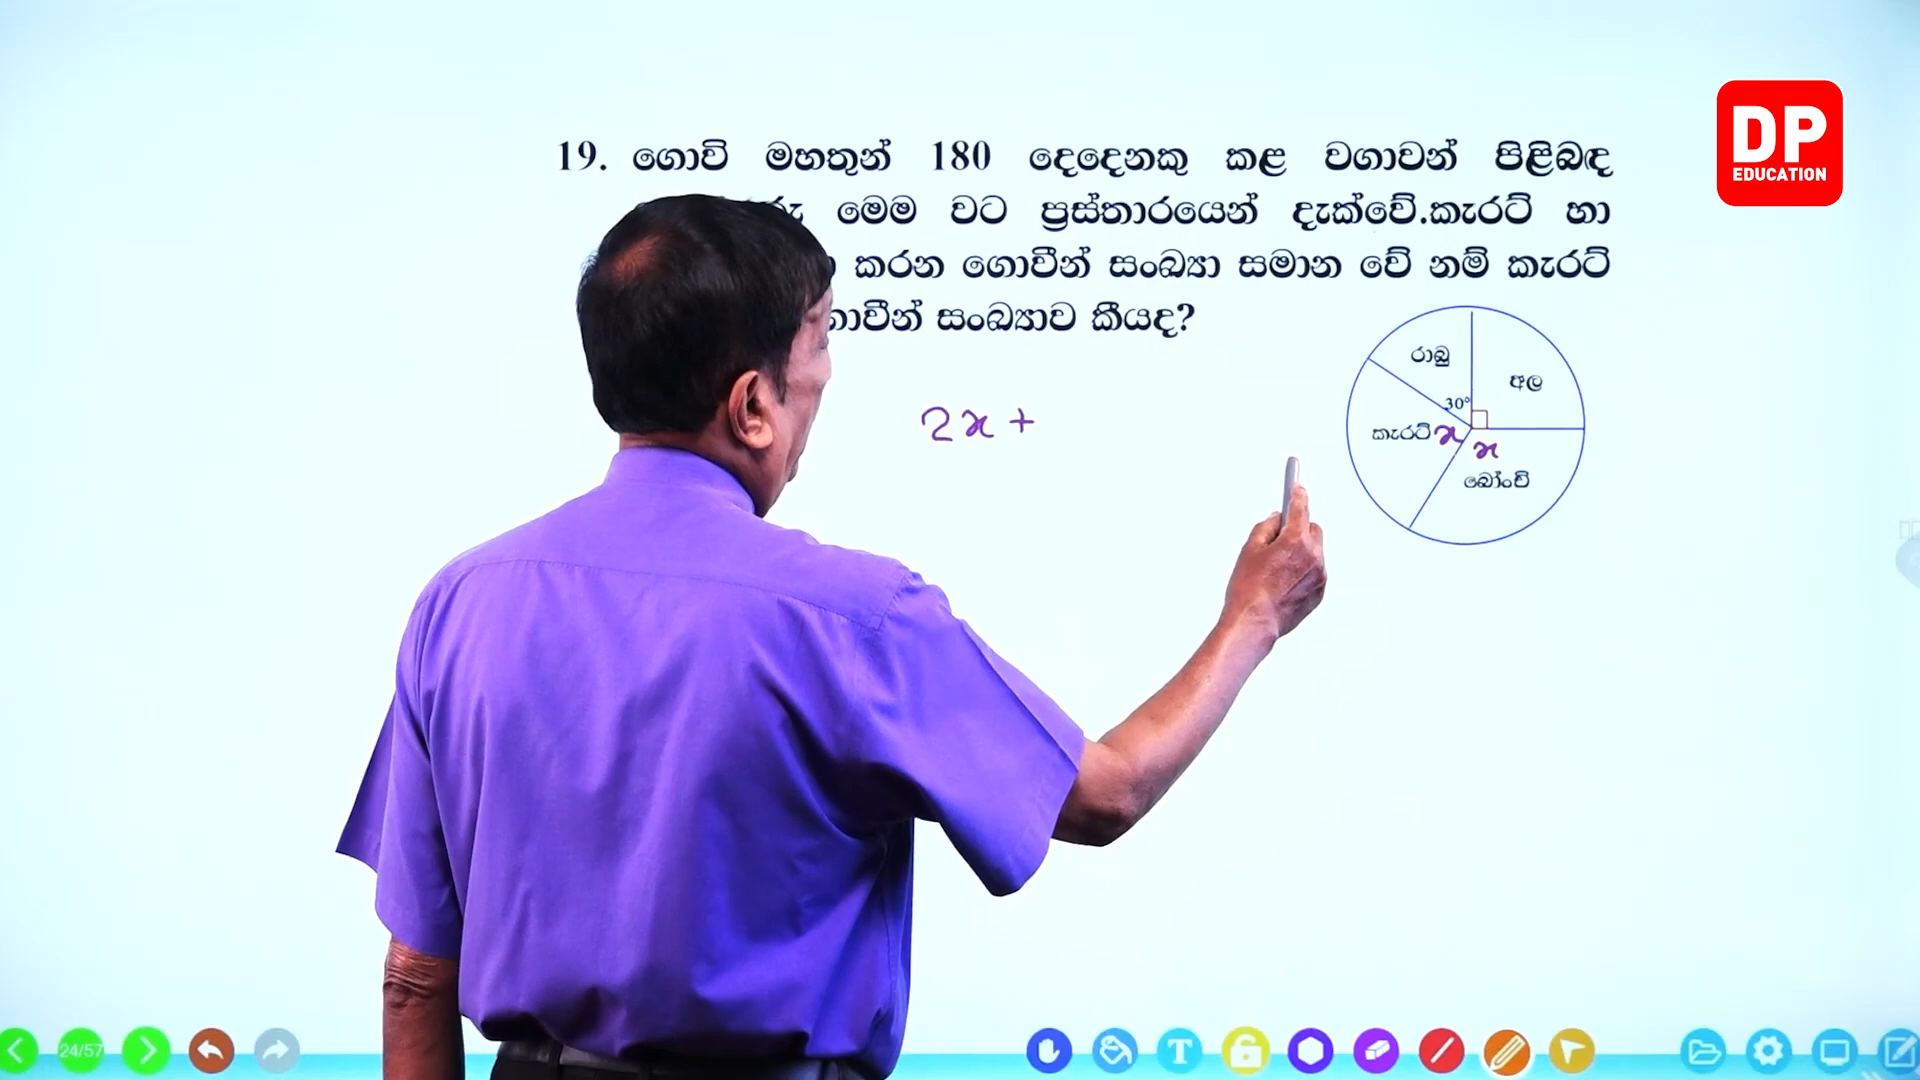 DP
EDUCATION
19. ගොවි මහතුන් 180 දෙදෙනකු කළ වගාවන් පිළිබඳ
මෙම වට ප්‍රස්තාරයෙන් දැක්වේ.කැරට් හා
කරන ගොවීන් සංඛ්‍යා සමාන වේ නම් කැරට්
සංඛ්‍යාව කීයද?
රාබු
අල
30°
2x +
කැරට් x
x
බෝංචි
24/57
T